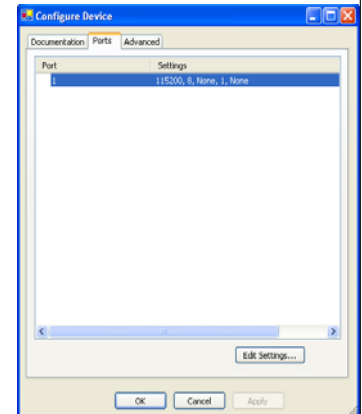 Configure Device
Documentation Ports Advanced
Port Settings
1 115200, 8, None, 1, None
Edit Settings...
OK Cancel Apply